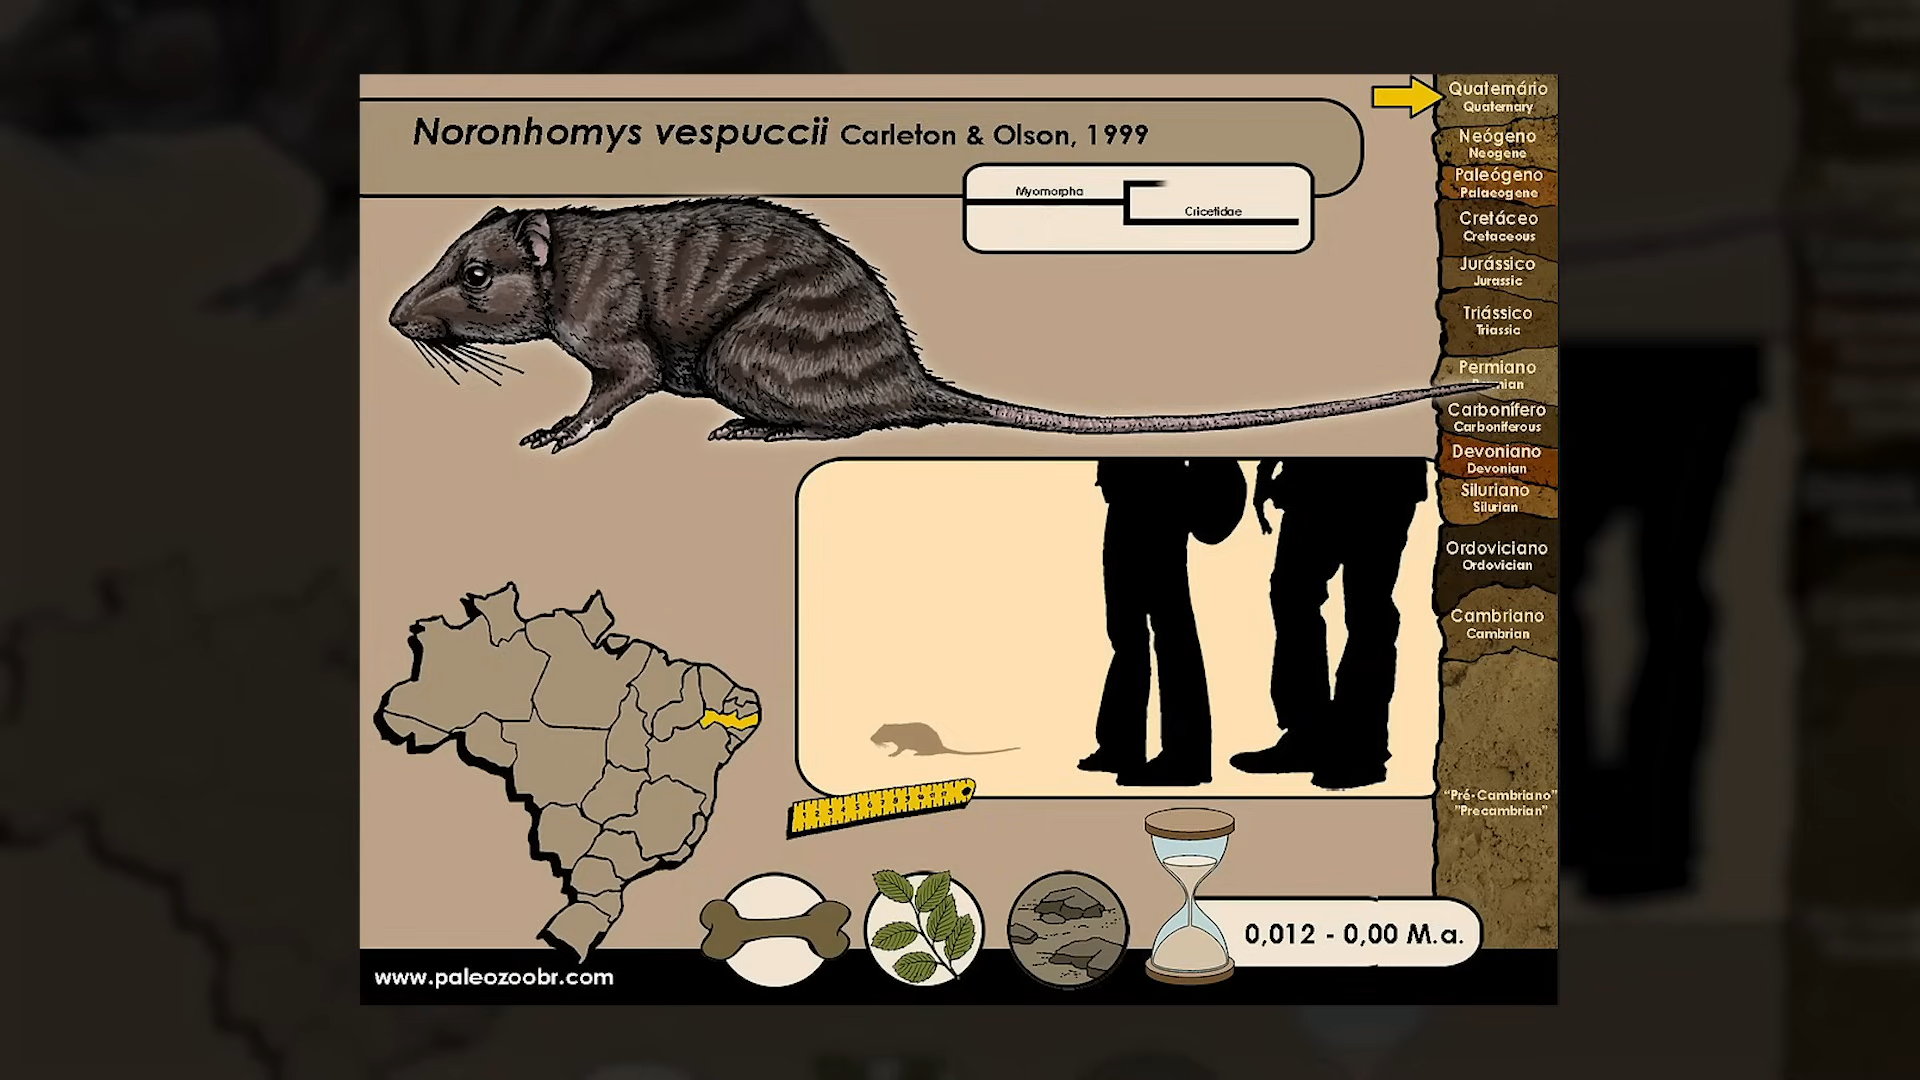 Noronhomys vespuccii Carleton & Olson, 1999
Myomorpha
Cricetidae
Quaternário
Quaternary
Neógeno
Neogene
Paleógeno
Palaeogene
Cretáceo
Cretaceous
Jurássico
Jurassic
Triássico
Triassic
Permiano
Carbonífero
Carboniferous
Devoniano
Devonian
Siluriano
Silurian
Ordoviciano
Ordovician
Cambriano
Cambrian
"Pré-Cambriano"
"Precambrian"
0,012 - 0,00 M.a.
www.paleozoobr.com